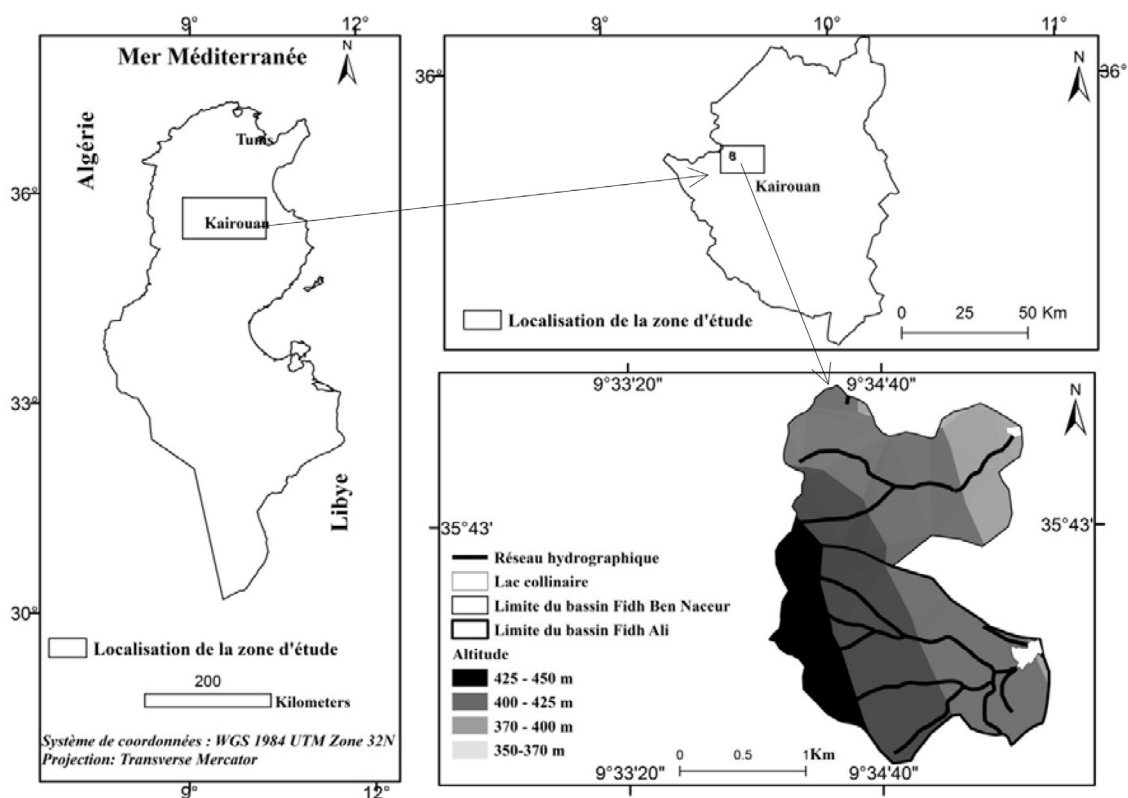 9°
12°
Mer Méditerranée
N
Algérie
Tunis
36°
Kairouan
33°
Libye
30°
Localisation de la zone d'étude
200
Kilometers
Système de coordonnées : WGS 1984 UTM Zone 32N
Projection: Transverse Mercator
9°
12°
9°
10°
11°
36°
36°
N
Kairouan
Localisation de la zone d'étude
0 25 50 Km
9°33'20" 9°34'40"
N
35°43'
35°43'
Réseau hydrographique
Lac collinaire
Limite du bassin Fidh Ben Naceur
Limite du bassin Fidh Ali
Altitude
425 - 450 m
400 - 425 m
370 - 400 m
350-370 m
0 0.5 1Km
9°33'20" 9°34'40"